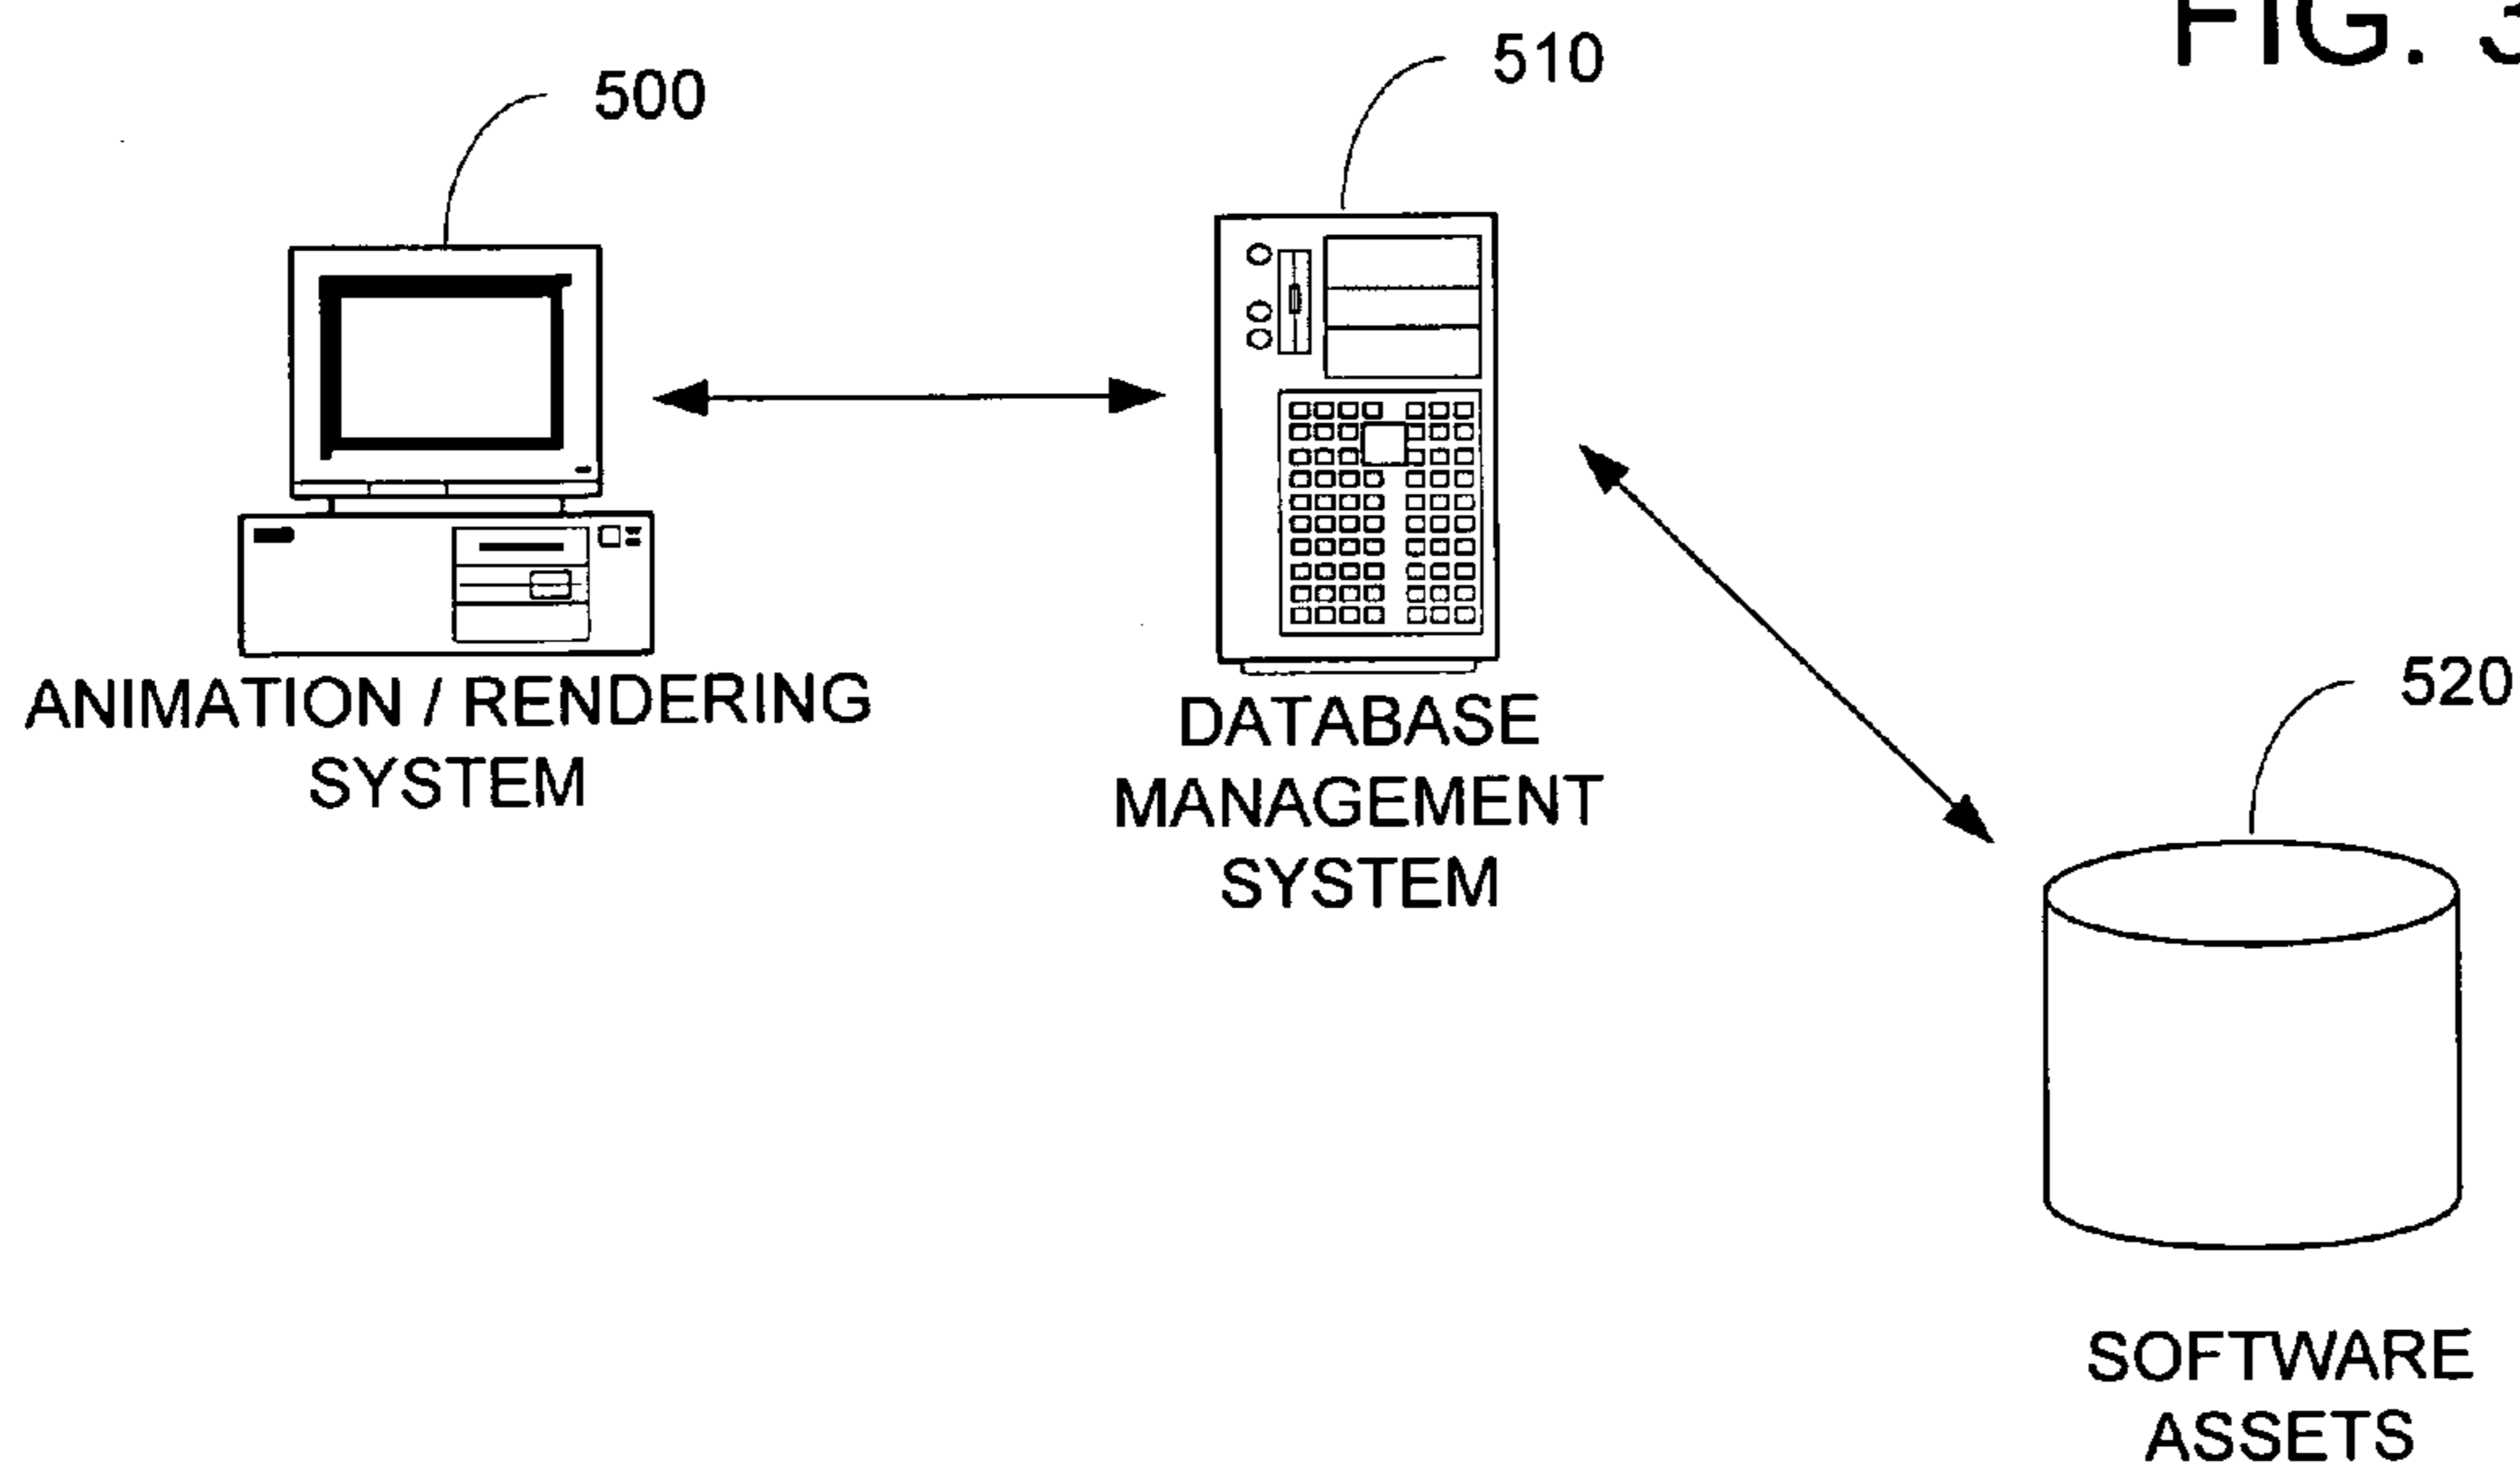 FIG. 3
500
510
ANIMATION / RENDERING
SYSTEM
DATABASE
MANAGEMENT
SYSTEM
520
SOFTWARE
ASSETS